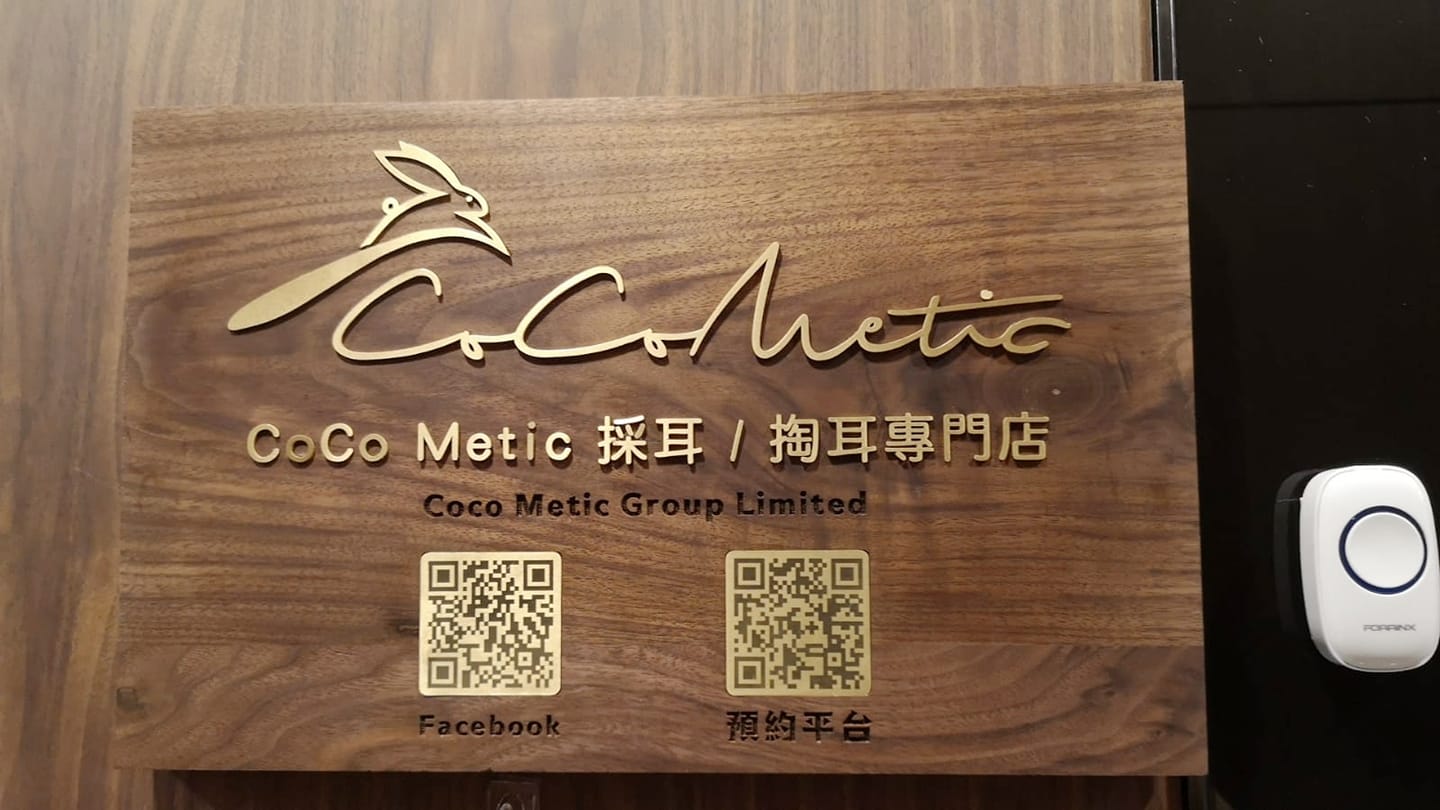 CoCoMetic
CoCo Metic 採耳 / 掏耳專門店
Coco Metic Group Limited
Facebook
預約平台
FORRINX